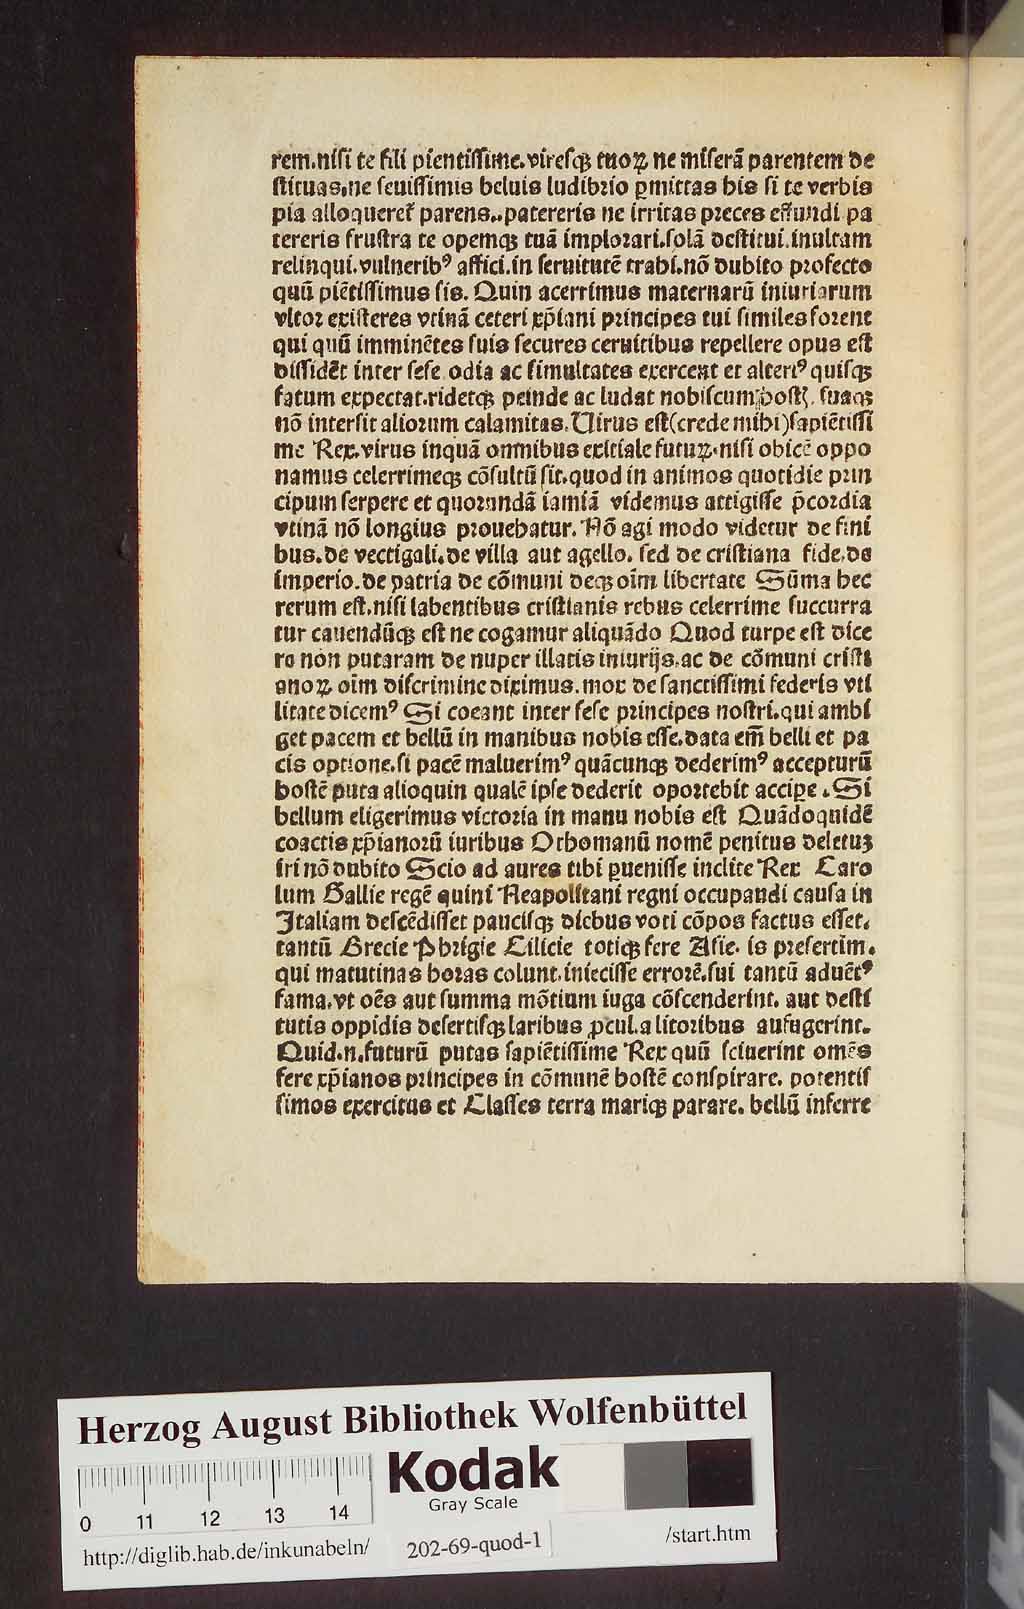 rem.niſi te fili pientiſſime.vireſqꝫ tuoꝝ ne miſerā parentem de
ſtituas.ne ſeuiſſimis beluis ludibrio ꝑmittas his ſi te verbis
pia alloqueret᷑ parens..patereris ne irritas preces effundi pa
tereris fruſtra te opemqꝫ tuā implorari.ſolā deſtitui.inultam
relinqui.vulneribꝰ affici.in ſeruitutē trahi.nō dubito profecto
quū piētiſſimus ſis. Quin acerrimus maternarū iniuriarum
vltor exiſteres vtinā ceteri xp̄iani principes tui ſimiles forent
qui quū imminētes ſuis ſecures ceruicibus repellere opus eſt
diſſidēt inter ſeſe odia ac ſimultates exercent et alteriꝰ quiſqꝫ
fatum expectat.ridetqꝫ peinde ac ludat nobiſcum hoſtꝭ. ſuaqꝫ
nō interſit aliorum calamitas. Virus eſt(crede mihi)ſapiētiſſi
me Rex.virus inquā omnibus exitiale futuꝝ.niſi obicē oppo
namus celerrimeqꝫ cōſultū ſit.quod in animos quotidie prin
cipum ſerpere et quorundā iamiā videmus attigiſſe p̄cordia
vtinā nō longius prouehatur. Nō agi modo videtur de fini
bus.de vectigali.de villa aut agello. ſed de criſtiana fide.de
imperio.de patria de cōmuni deqꝫ oīm libertate Sūma hec
rerum eſt.niſi labentibus criſtianis rebus celerrime ſuccurra
tur cauendūqꝫ eſt ne cogamur aliquādo Quod turpe eſt dice
re non putaram de nuper illatis iniurijs.ac de cōmuni criſti
anoꝝ oīm diſcrimine diximus. mox de ſanctiſſimi federis vti
litate dicemꝰ Si coeant inter ſeſe principes noſtri.qui ambi
get pacem et bellū in manibus nobis eſſe.data em̄ belli et pa
cis optione.ſi pacē maluerimꝰ quācunqꝫ dederimꝰ accepturū
hoſtē puta alioquin qualē ipſe dederit oportebit accipe. Si
bellum eligerimus victoria in manu nobis eſt Quādoquidē
coactis xp̄ianorū iuribus Othomanū nomē penitus deletuꝫ
iri nō dubito Scio ad aures tibi ꝑueniſſe inclite Rex Caro
lum Gallie regē quini Neapolitani regni occupandi cauſa in
Italiam deſcēdiſſet pauciſqꝫ diebus voti cōpos factus eſſet.
tantū Grecie Phrigie Cilicie totiqꝫ fere Aſie. is preſertim.
qui matutinas horas colunt.inieciſſe errorē.ſui tantū aduētꝰ
fama.vt oēs aut ſumma mōtium iuga cōſcenderint. aut deſti
tutis oppidis deſertiſqꝫ laribus ꝓcul.a litoribus aufugerint.
Quid.n.futurū putas ſapiētiſſime Rex quū ſciuerint omēs
fere xp̄ianos principes in cōmunē hoſtē conſpirare. potentiſ
ſimos exercitus et Claſſes terra mariqꝫ parare. bellū inferre
Herzog August Bibliothek Wolfenbüttel
Kodak
Gray Scale
0 11 12 13 14
http://diglib.hab.de/inkunabeln/ 202-69-quod-1 /start.htm